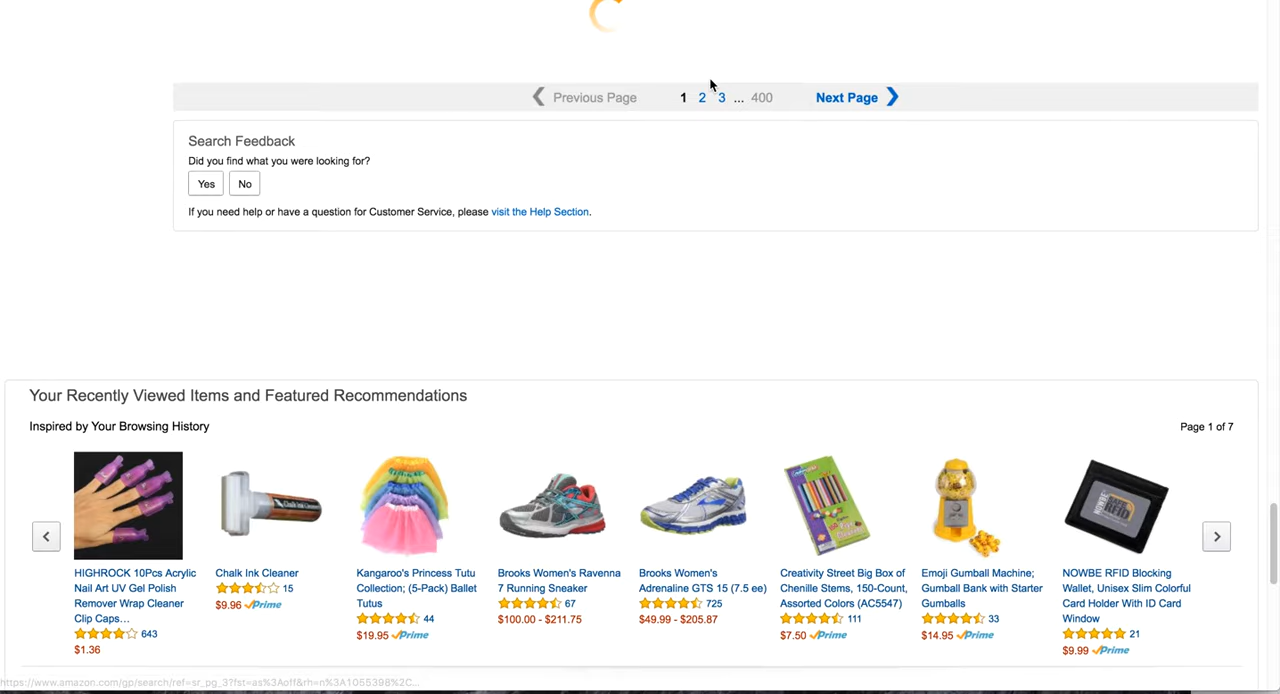 Previous Page 1 2 3 ... 400 Next Page
Search Feedback
Did you find what you were looking for?
Yes No
If you need help or have a question for Customer Service, please visit the Help Section.
Your Recently Viewed Items and Featured Recommendations
Inspired by Your Browsing History
Page 1 of 7
HIGHROCK 10Pcs Acrylic
Nail Art UV Gel Polish
Remover Wrap Cleaner
Clip Caps...
643
$1.36
Chalk Ink Cleaner
15
$9.96 Prime
Kangaroo's Princess Tutu
Collection; (5-Pack) Ballet
Tutus
44
$19.95 Prime
Brooks Women's Ravenna
7 Running Sneaker
67
$100.00 - $211.75
Brooks Women's
Adrenaline GTS 15 (7.5 ee)
725
$49.99 - $205.87
Creativity Street Big Box of
Chenille Stems, 150-Count,
Assorted Colors (AC5547)
111
$7.50 Prime
Emoji Gumball Machine;
Gumball Bank with Starter
Gumballs
33
$14.95 Prime
NOWBE RFID Blocking
Wallet, Unisex Slim Colorful
Card Holder With ID Card
Window
21
$9.99 Prime
https://www.amazon.com/gp/search/ref=sr_pg_3?fst=as%3Aoff&rh=n%3A1055398%2C...